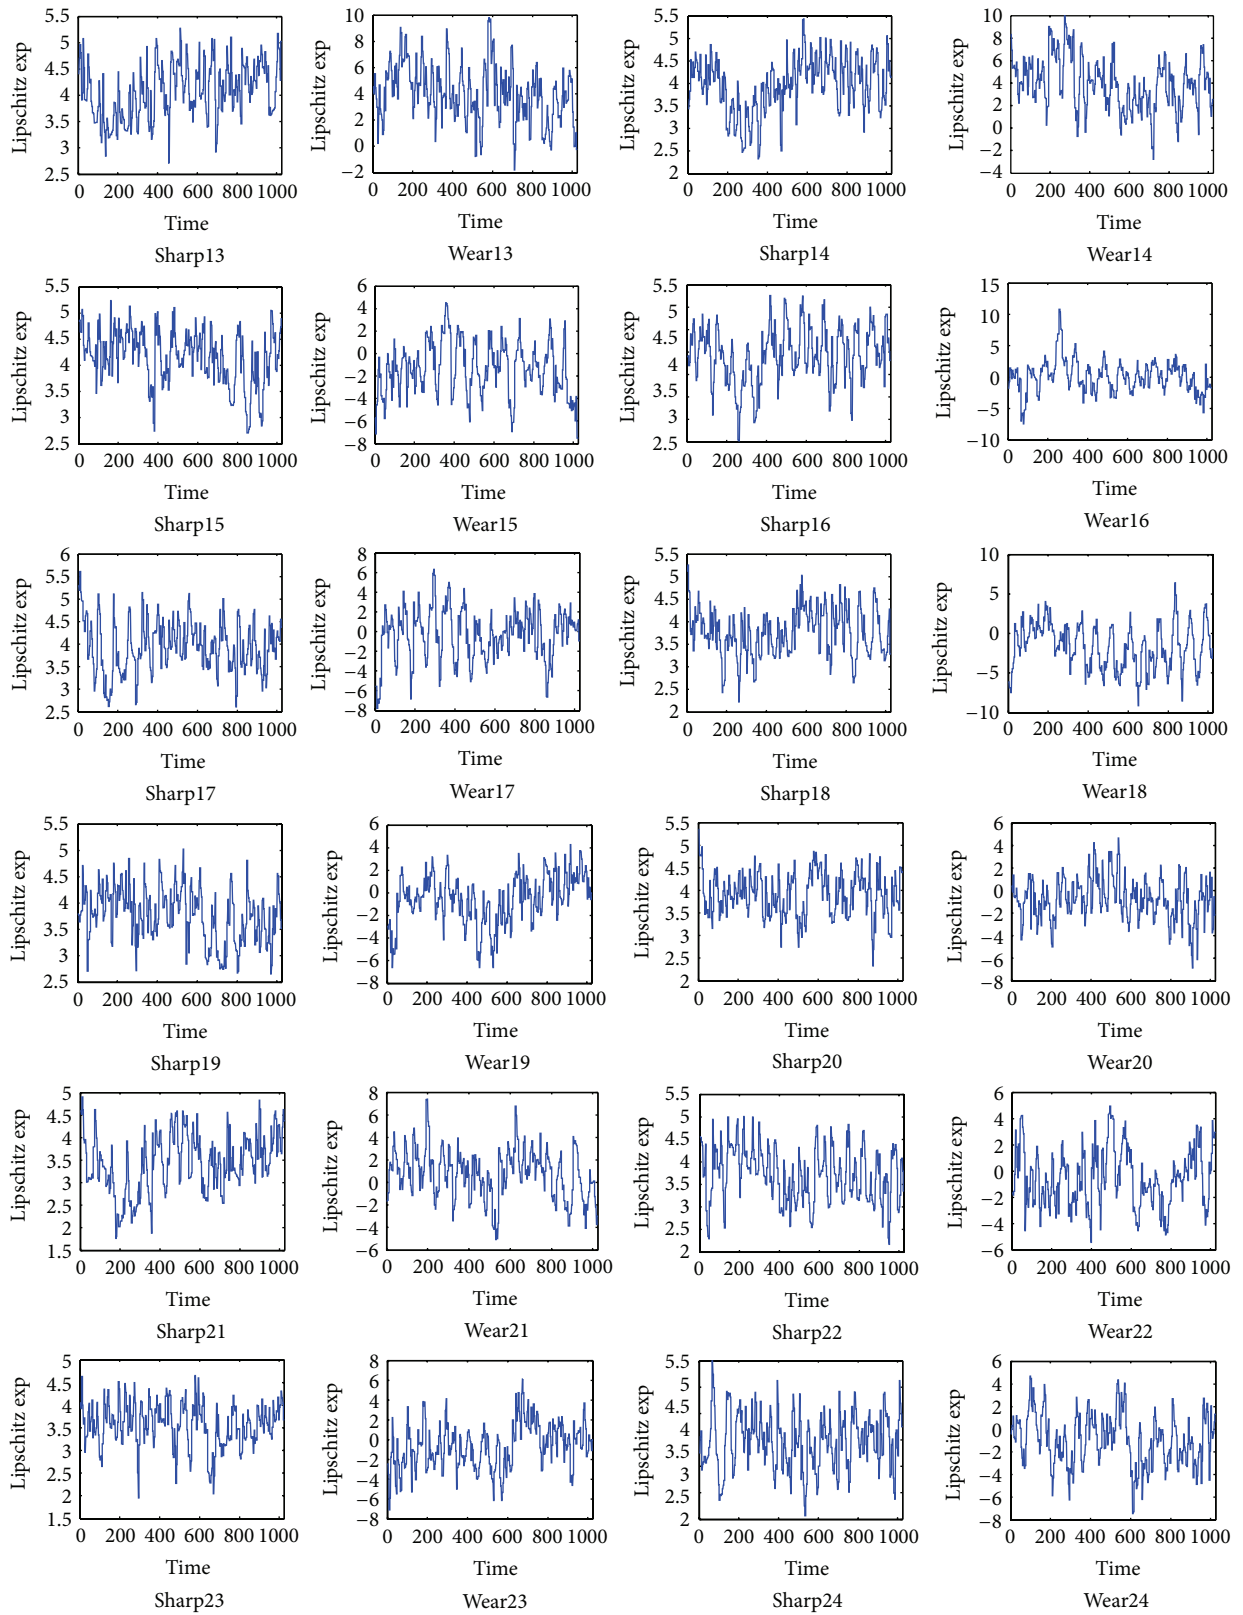 Lipschitz exp
5.5
5
4.5
4
3.5
3
2.5
0 200 400 600 800 1000
Time
Sharp13
Lipschitz exp
10
8
6
4
2
0
−2
0 200 400 600 800 1000
Time
Wear13
Lipschitz exp
5.5
5
4.5
4
3.5
3
2.5
2
0 200 400 600 800 1000
Time
Sharp14
Lipschitz exp
10
8
6
4
2
0
−2
−4
0 200 400 600 800 1000
Time
Wear14
Lipschitz exp
5.5
5
4.5
4
3.5
3
2.5
0 200 400 600 800 1000
Time
Sharp15
Lipschitz exp
6
4
2
0
−2
−4
−6
−8
0 200 400 600 800 1000
Time
Wear15
Lipschitz exp
5.5
5
4.5
4
3.5
3
2.5
0 200 400 600 800 1000
Time
Sharp16
Lipschitz exp
15
10
5
0
−5
−10
0 200 400 600 800 1000
Time
Wear16
Lipschitz exp
6
5.5
5
4.5
4
3.5
3
2.5
0 200 400 600 800 1000
Time
Sharp17
Lipschitz exp
8
6
4
2
0
−2
−4
−6
−8
0 200 400 600 800 1000
Time
Wear17
Lipschitz exp
5.5
5
4.5
4
3.5
3
2.5
2
0 200 400 600 800 1000
Time
Sharp18
Lipschitz exp
10
5
0
−5
−10
0 200 400 600 800 1000
Time
Wear18
Lipschitz exp
5.5
5
4.5
4
3.5
3
2.5
0 200 400 600 800 1000
Time
Sharp19
Lipschitz exp
6
4
2
0
−2
−4
−6
−8
0 200 400 600 800 1000
Time
Wear19
Lipschitz exp
5.5
5
4.5
4
3.5
3
2.5
2
0 200 400 600 800 1000
Time
Sharp20
Lipschitz exp
6
4
2
0
−2
−4
−6
−8
0 200 400 600 800 1000
Time
Wear20
Lipschitz exp
5
4.5
4
3.5
3
2.5
2
1.5
0 200 400 600 800 1000
Time
Sharp21
Lipschitz exp
8
6
4
2
0
−2
−4
−6
0 200 400 600 800 1000
Time
Wear21
Lipschitz exp
5.5
5
4.5
4
3.5
3
2.5
2
0 200 400 600 800 1000
Time
Sharp22
Lipschitz exp
6
4
2
0
−2
−4
−6
0 200 400 600 800 1000
Time
Wear22
Lipschitz exp
5
4.5
4
3.5
3
2.5
2
1.5
0 200 400 600 800 1000
Time
Sharp23
Lipschitz exp
8
6
4
2
0
−2
−4
−6
−8
0 200 400 600 800 1000
Time
Wear23
Lipschitz exp
5.5
5
4.5
4
3.5
3
2.5
2
0 200 400 600 800 1000
Time
Sharp24
Lipschitz exp
6
4
2
0
−2
−4
−6
−8
0 200 400 600 800 1000
Time
Wear24